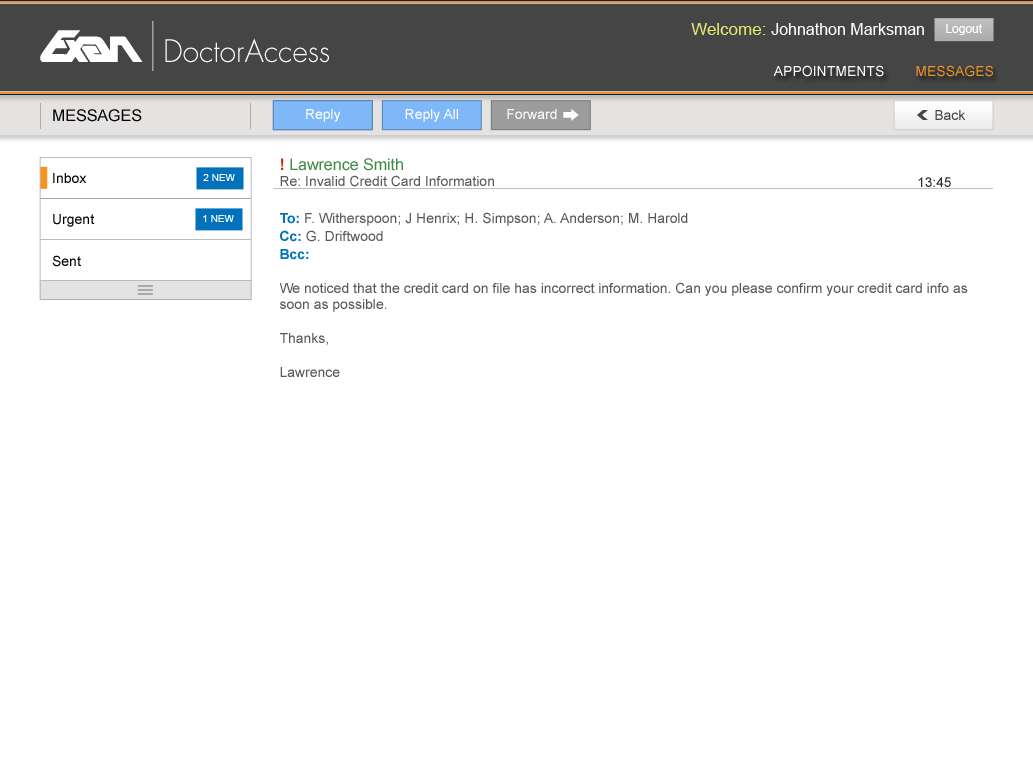 Exan DoctorAccess
Welcome: Johnathon Marksman Logout
APPOINTMENTS MESSAGES
MESSAGES Reply Reply All Forward Back
! Lawrence Smith
Inbox 2 NEW
Re: Invalid Credit Card Information 13:45
Urgent 1 NEW
Sent
To: F. Witherspoon; J Henrix; H. Simpson; A. Anderson; M. Harold
Cc: G. Driftwood
Bcc:
We noticed that the credit card on file has incorrect information. Can you please confirm your credit card info as
soon as possible.
Thanks,
Lawrence